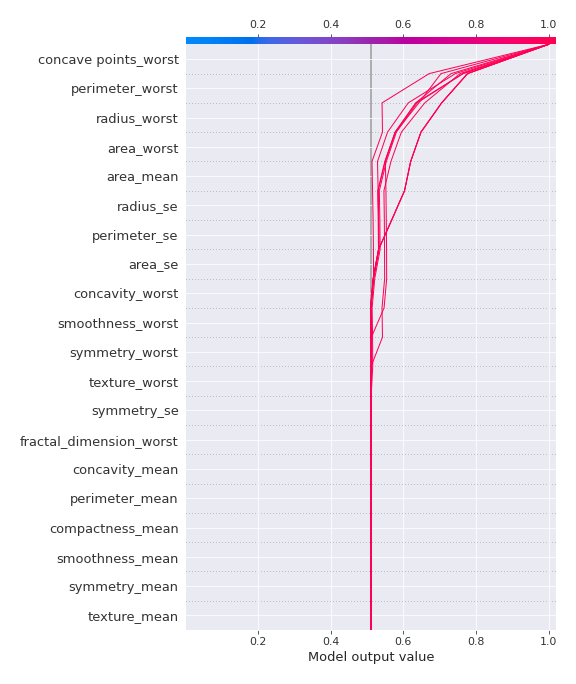 0.2 0.4 0.6 0.8 1.0
concave points_worst
perimeter_worst
radius_worst
area_worst
area_mean
radius_se
perimeter_se
area_se
concavity_worst
smoothness_worst
symmetry_worst
texture_worst
symmetry_se
fractal_dimension_worst
concavity_mean
perimeter_mean
compactness_mean
smoothness_mean
symmetry_mean
texture_mean
0.2 0.4 0.6 0.8 1.0
Model output value